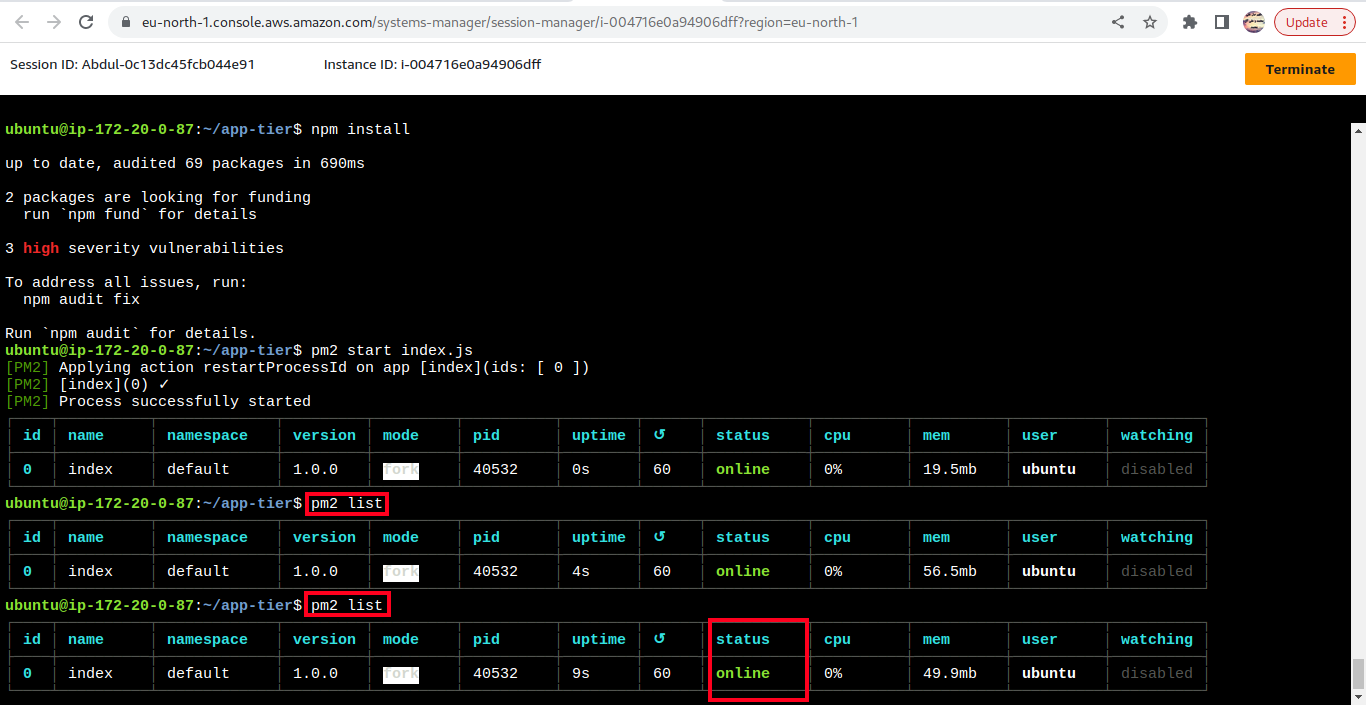 eu-north-1.console.aws.amazon.com/systems-manager/session-manager/i-004716e0a94906dff?region=eu-north-1
Update
Session ID: Abdul-0c13dc45fcb044e91 Instance ID: i-004716e0a94906dff
Terminate
ubuntu@ip-172-20-0-87:~/app-tier$ npm install
up to date, audited 69 packages in 690ms
2 packages are looking for funding
run `npm fund` for details
3 high severity vulnerabilities
To address all issues, run:
npm audit fix
Run `npm audit` for details.
ubuntu@ip-172-20-0-87:~/app-tier$ pm2 start index.js
[PM2] Applying action restartProcessId on app [index](ids: [ 0 ])
[PM2] [index](0) ✓
[PM2] Process successfully started
id name namespace version mode pid uptime ↺ status cpu mem user watching
0 index default 1.0.0 fork 40532 0s 60 online 0% 19.5mb ubuntu disabled
ubuntu@ip-172-20-0-87:~/app-tier$ pm2 list
id name namespace version mode pid uptime ↺ status cpu mem user watching
0 index default 1.0.0 fork 40532 4s 60 online 0% 56.5mb ubuntu disabled
ubuntu@ip-172-20-0-87:~/app-tier$ pm2 list
id name namespace version mode pid uptime ↺ status cpu mem user watching
0 index default 1.0.0 fork 40532 9s 60 online 0% 49.9mb ubuntu disabled